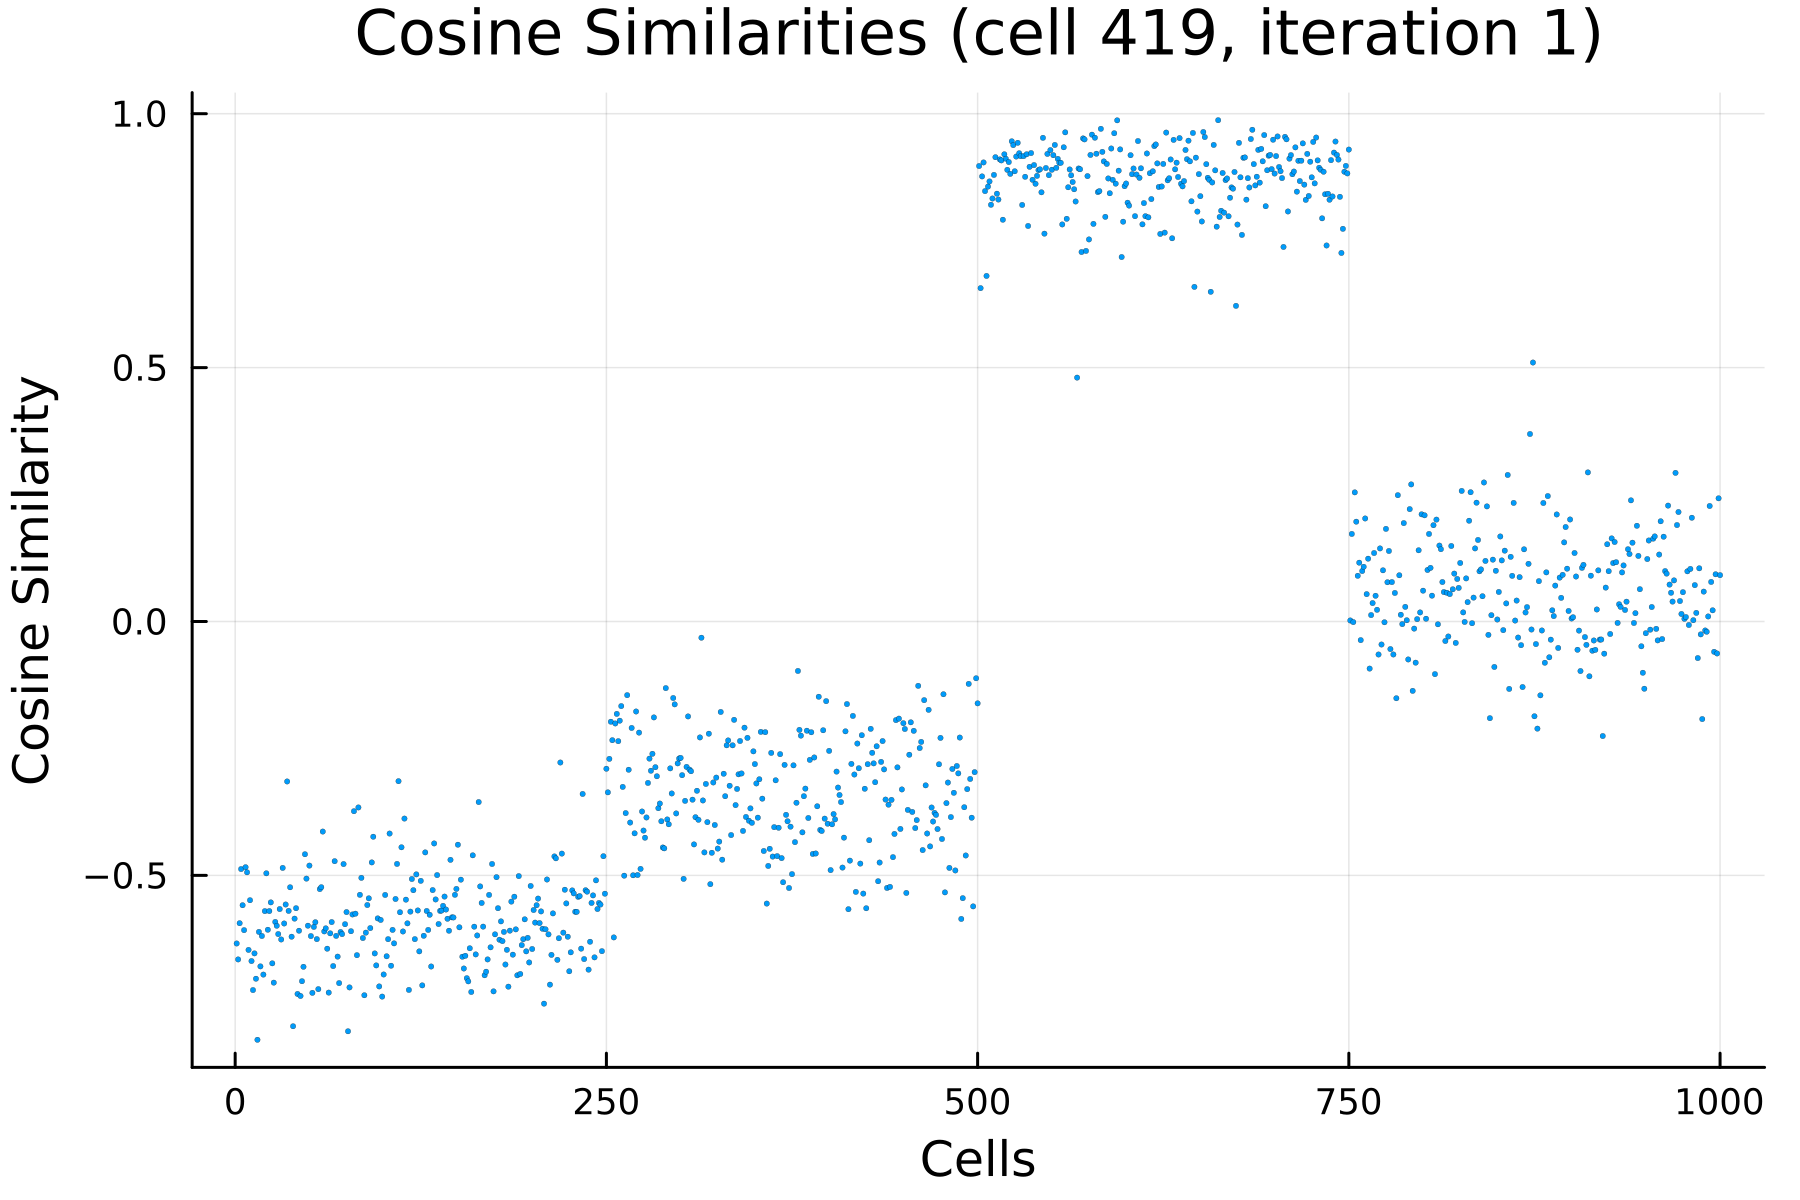 Cosine Similarities (cell 419, iteration 1)
1.0
0.5
0.0
−0.5
Cosine Similarity
0 250 500 750 1000
Cells